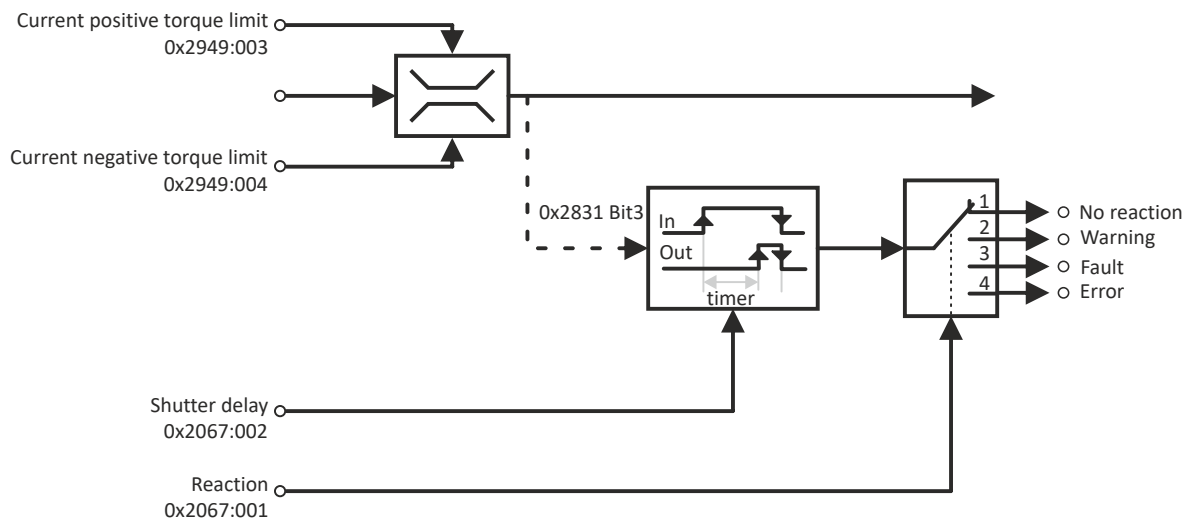 Current positive torque limit
0x2949:003
Current negative torque limit
0x2949:004
0x2831 Bit3
In
Out
timer
1
2
3
4
No reaction
Warning
Fault
Error
Shutter delay
0x2067:002
Reaction
0x2067:001